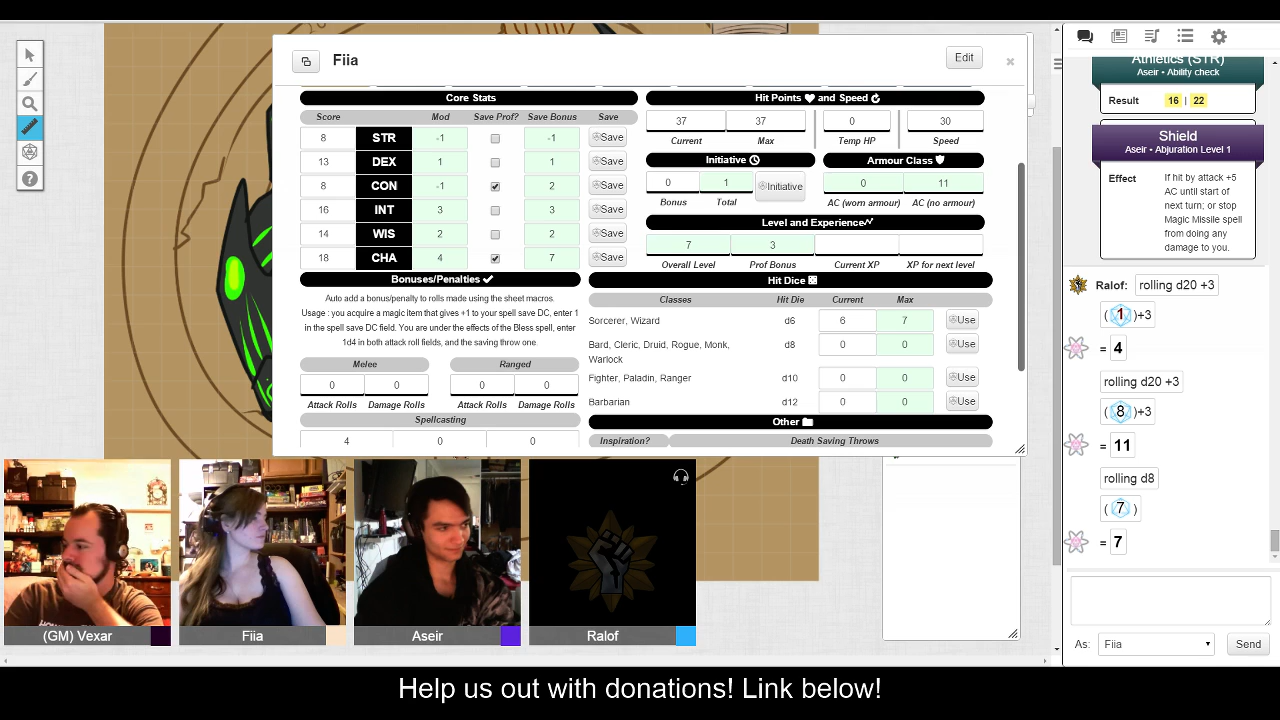 Fiia
Edit
×
Core Stats
Score Mod Save Prof? Save Bonus Save
8 STR -1 -1 Save
13 DEX 1 1 Save
8 CON -1 2 Save
16 INT 3 3 Save
14 WIS 2 2 Save
18 CHA 4 7 Save
Bonuses/Penalties
Auto add a bonus/penalty to rolls made using the sheet macros.
Usage : you acquire a magic item that gives +1 to your spell save DC, enter 1
in the spell save DC field. You are under the effects of the Bless spell, enter
1d4 in both attack roll fields, and the saving throw one.
Melee Ranged
0 0 0 0
Attack Rolls Damage Rolls Attack Rolls Damage Rolls
Spellcasting
4 0 0
Hit Points and Speed
37 37 0 30
Current Max Temp HP Speed
Initiative Armour Class
0 1 Initiative 0 11
Bonus Total AC (worn armour) AC (no armour)
Level and Experience
7 3
Overall Level Prof Bonus Current XP XP for next level
Hit Dice
Classes Hit Die Current Max
Sorcerer, Wizard d6 6 7 Use
Bard, Cleric, Druid, Rogue, Monk,
Warlock d8 0 0 Use
Fighter, Paladin, Ranger d10 0 0 Use
Barbarian d12 0 0 Use
Other
Inspiration? Death Saving Throws
Athletics (STR)
Aseir • Ability check
Result 16 | 22
Shield
Aseir • Abjuration Level 1
Effect If hit by attack +5
AC until start of
next turn; or stop
Magic Missile spell
from doing any
damage to you.
Ralof: rolling d20 +3
(1)+3
= 4
rolling d20 +3
(8)+3
= 11
rolling d8
(7)
= 7
As: Fiia Send
(GM) Vexar
Fiia
Aseir
Ralof
Help us out with donations! Link below!